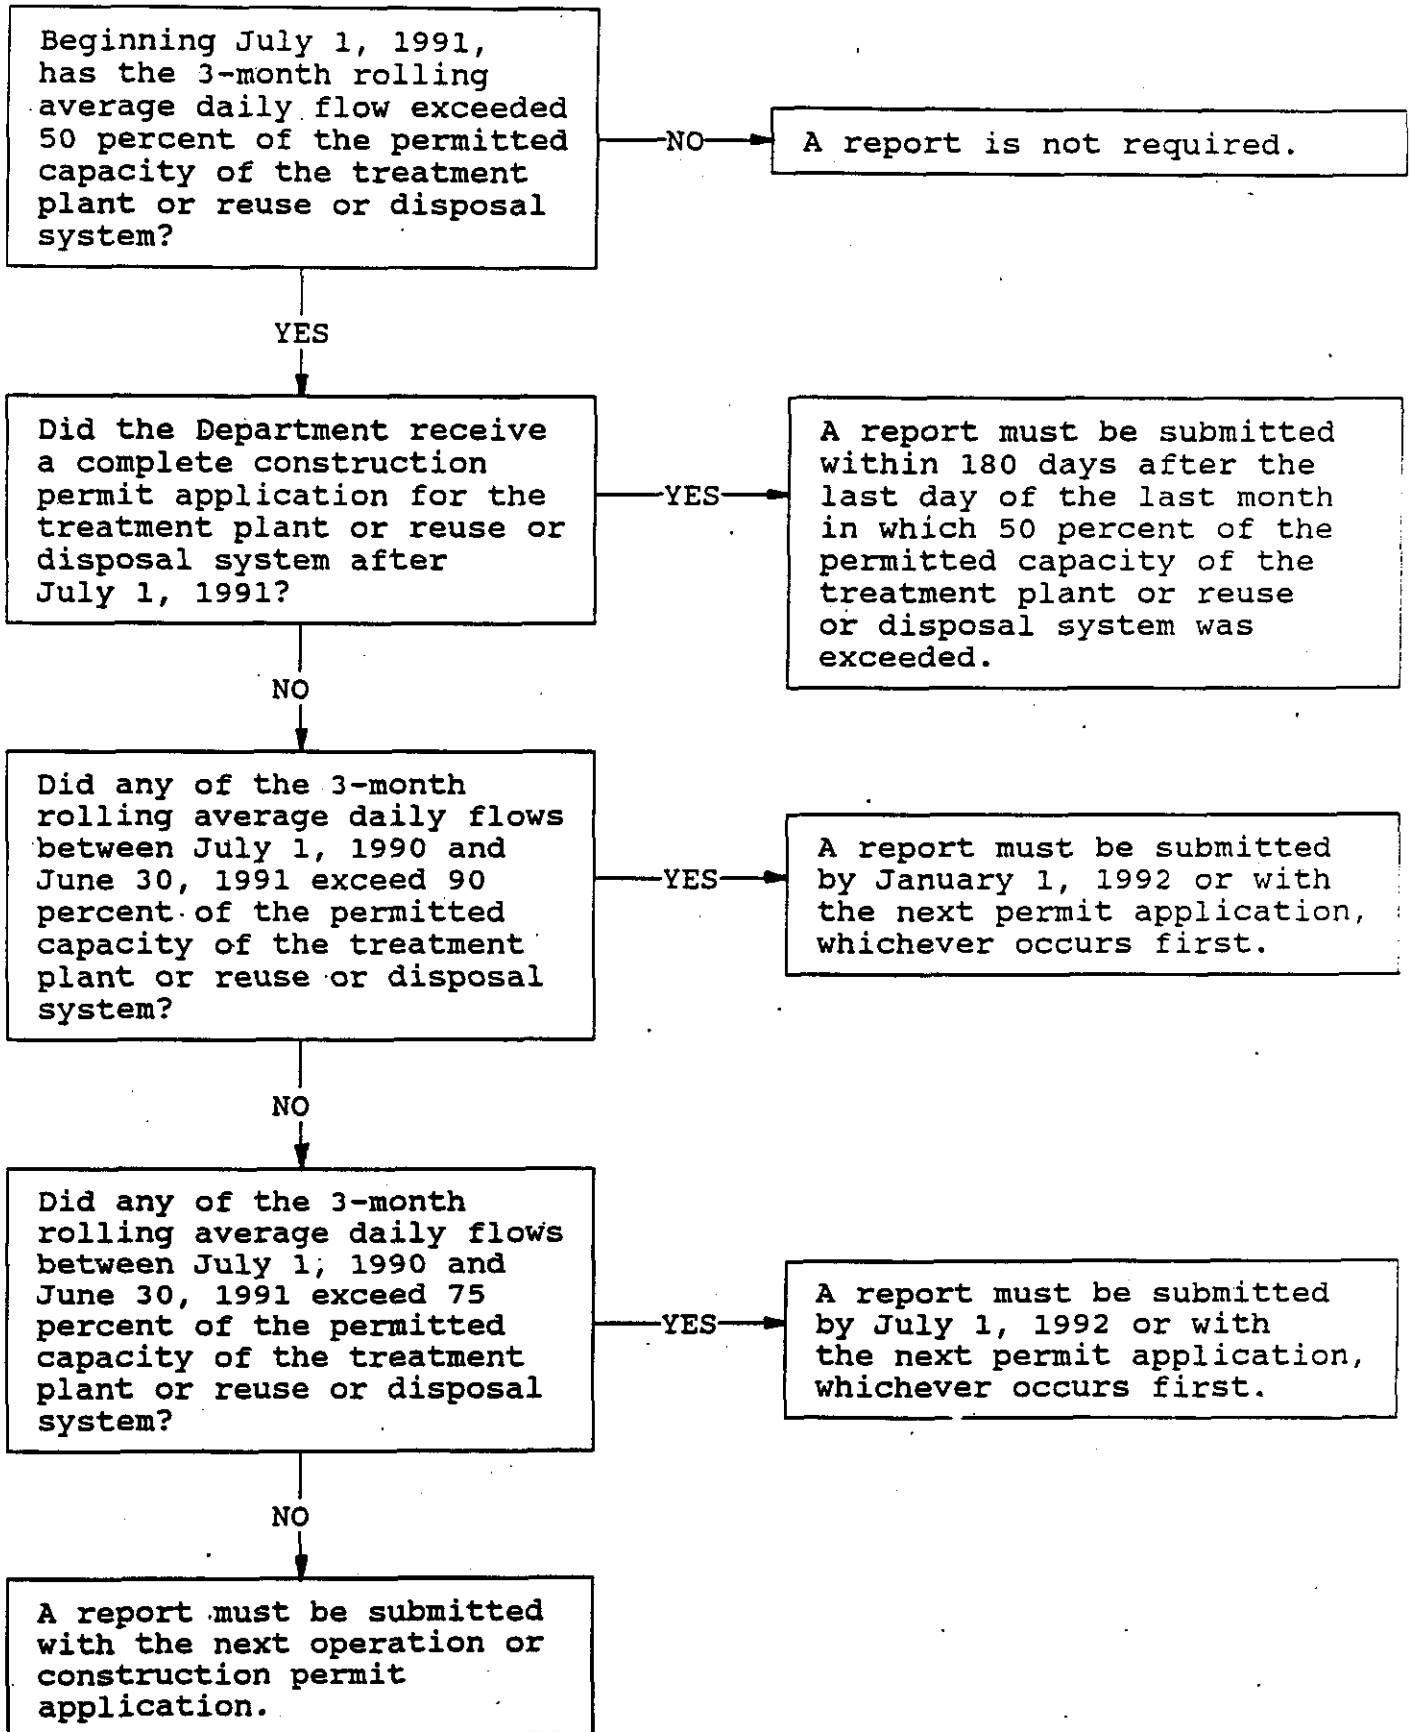 Beginning July 1, 1991,
has the 3-month rolling
average daily flow exceeded
50 percent of the permitted
capacity of the treatment
plant or reuse or disposal
system?
NO
A report is not required.
YES
Did the Department receive
a complete construction
permit application for the
treatment plant or reuse or
disposal system after
July 1, 1991?
YES
A report must be submitted
within 180 days after the
last day of the last month
in which 50 percent of the
permitted capacity of the
treatment plant or reuse
or disposal system was
exceeded.
NO
Did any of the 3-month
rolling average daily flows
between July 1, 1990 and
June 30, 1991 exceed 90
percent of the permitted
capacity of the treatment
plant or reuse or disposal
system?
YES
A report must be submitted
by January 1, 1992 or with
the next permit application,
whichever occurs first.
NO
Did any of the 3-month
rolling average daily flows
between July 1, 1990 and
June 30, 1991 exceed 75
percent of the permitted
capacity of the treatment
plant or reuse or disposal
system?
YES
A report must be submitted
by July 1, 1992 or with
the next permit application,
whichever occurs first.
NO
A report must be submitted
with the next operation or
construction permit
application.